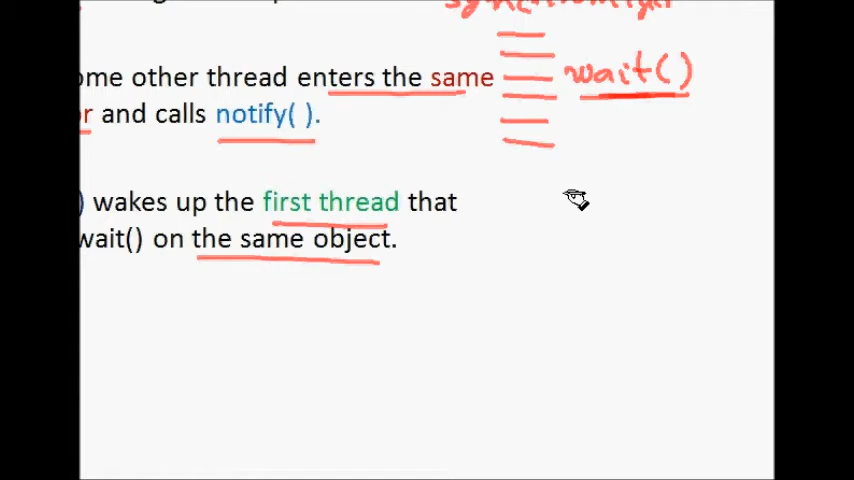 ome other thread enters the same
wait()
or and calls notify( ).
) wakes up the first thread that
wait() on the same object.